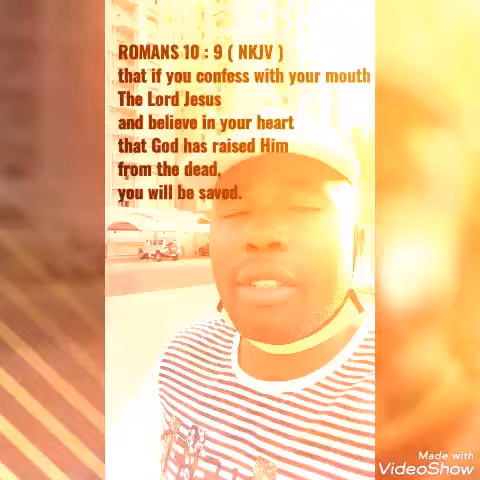 ROMANS 10 : 9 ( NKJV )
that if you confess with your mouth
The Lord Jesus
and believe in your heart
that God has raised Him
from the dead,
you will be saved.
Made with
VideoShow